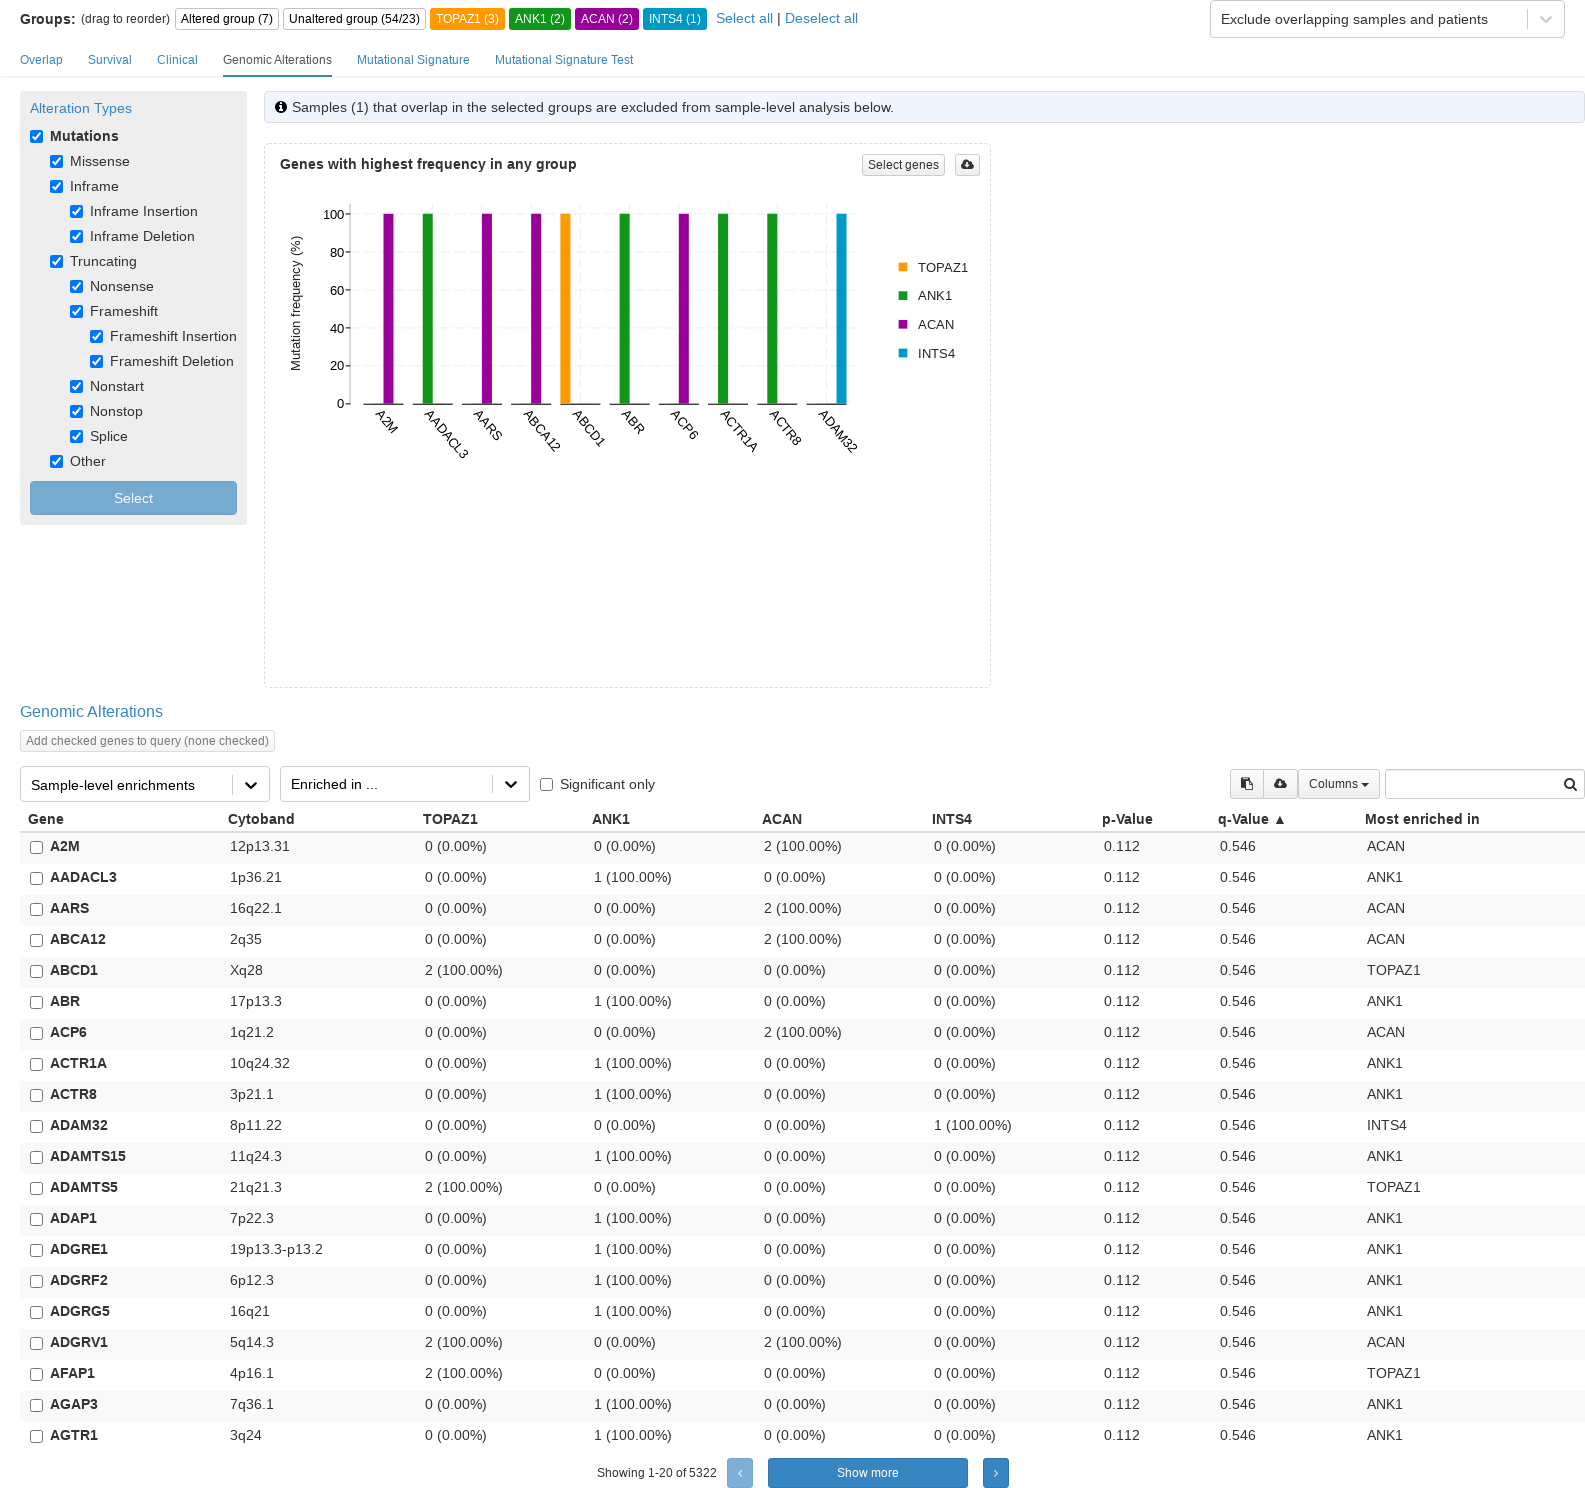 Groups: (drag to reorder) Altered group (7) Unaltered group (54/23) TOPAZ1 (3) ANK1 (2) ACAN (2) INTS4 (1) Select all | Deselect all Exclude overlapping samples and patients
Overlap Survival Clinical Genomic Alterations Mutational Signature Mutational Signature Test
Alteration Types
Mutations
Missense
Inframe
Inframe Insertion
Inframe Deletion
Truncating
Nonsense
Frameshift
Frameshift Insertion
Frameshift Deletion
Nonstart
Nonstop
Splice
Other
Select
Samples (1) that overlap in the selected groups are excluded from sample-level analysis below.
Genes with highest frequency in any group Select genes
Mutation frequency (%)
100
80
60
40
20
0
A2M AADACL3 AARS ABCA12 ABCD1 ABR ACP6 ACTR1A ACTR8 ADAM32
TOPAZ1
ANK1
ACAN
INTS4
Genomic Alterations
Add checked genes to query (none checked)
Sample-level enrichments Enriched in ... Significant only Columns
Gene Cytoband TOPAZ1 ANK1 ACAN INTS4 p-Value q-Value ▲ Most enriched in
A2M 12p13.31 0 (0.00%) 0 (0.00%) 2 (100.00%) 0 (0.00%) 0.112 0.546 ACAN
AADACL3 1p36.21 0 (0.00%) 1 (100.00%) 0 (0.00%) 0 (0.00%) 0.112 0.546 ANK1
AARS 16q22.1 0 (0.00%) 0 (0.00%) 2 (100.00%) 0 (0.00%) 0.112 0.546 ACAN
ABCA12 2q35 0 (0.00%) 0 (0.00%) 2 (100.00%) 0 (0.00%) 0.112 0.546 ACAN
ABCD1 Xq28 2 (100.00%) 0 (0.00%) 0 (0.00%) 0 (0.00%) 0.112 0.546 TOPAZ1
ABR 17p13.3 0 (0.00%) 1 (100.00%) 0 (0.00%) 0 (0.00%) 0.112 0.546 ANK1
ACP6 1q21.2 0 (0.00%) 0 (0.00%) 2 (100.00%) 0 (0.00%) 0.112 0.546 ACAN
ACTR1A 10q24.32 0 (0.00%) 1 (100.00%) 0 (0.00%) 0 (0.00%) 0.112 0.546 ANK1
ACTR8 3p21.1 0 (0.00%) 1 (100.00%) 0 (0.00%) 0 (0.00%) 0.112 0.546 ANK1
ADAM32 8p11.22 0 (0.00%) 0 (0.00%) 0 (0.00%) 1 (100.00%) 0.112 0.546 INTS4
ADAMTS15 11q24.3 0 (0.00%) 1 (100.00%) 0 (0.00%) 0 (0.00%) 0.112 0.546 ANK1
ADAMTS5 21q21.3 2 (100.00%) 0 (0.00%) 0 (0.00%) 0 (0.00%) 0.112 0.546 TOPAZ1
ADAP1 7p22.3 0 (0.00%) 1 (100.00%) 0 (0.00%) 0 (0.00%) 0.112 0.546 ANK1
ADGRE1 19p13.3-p13.2 0 (0.00%) 1 (100.00%) 0 (0.00%) 0 (0.00%) 0.112 0.546 ANK1
ADGRF2 6p12.3 0 (0.00%) 1 (100.00%) 0 (0.00%) 0 (0.00%) 0.112 0.546 ANK1
ADGRG5 16q21 0 (0.00%) 1 (100.00%) 0 (0.00%) 0 (0.00%) 0.112 0.546 ANK1
ADGRV1 5q14.3 2 (100.00%) 0 (0.00%) 2 (100.00%) 0 (0.00%) 0.112 0.546 ACAN
AFAP1 4p16.1 2 (100.00%) 0 (0.00%) 0 (0.00%) 0 (0.00%) 0.112 0.546 TOPAZ1
AGAP3 7q36.1 0 (0.00%) 1 (100.00%) 0 (0.00%) 0 (0.00%) 0.112 0.546 ANK1
AGTR1 3q24 0 (0.00%) 1 (100.00%) 0 (0.00%) 0 (0.00%) 0.112 0.546 ANK1
Showing 1-20 of 5322 ‹ Show more ›